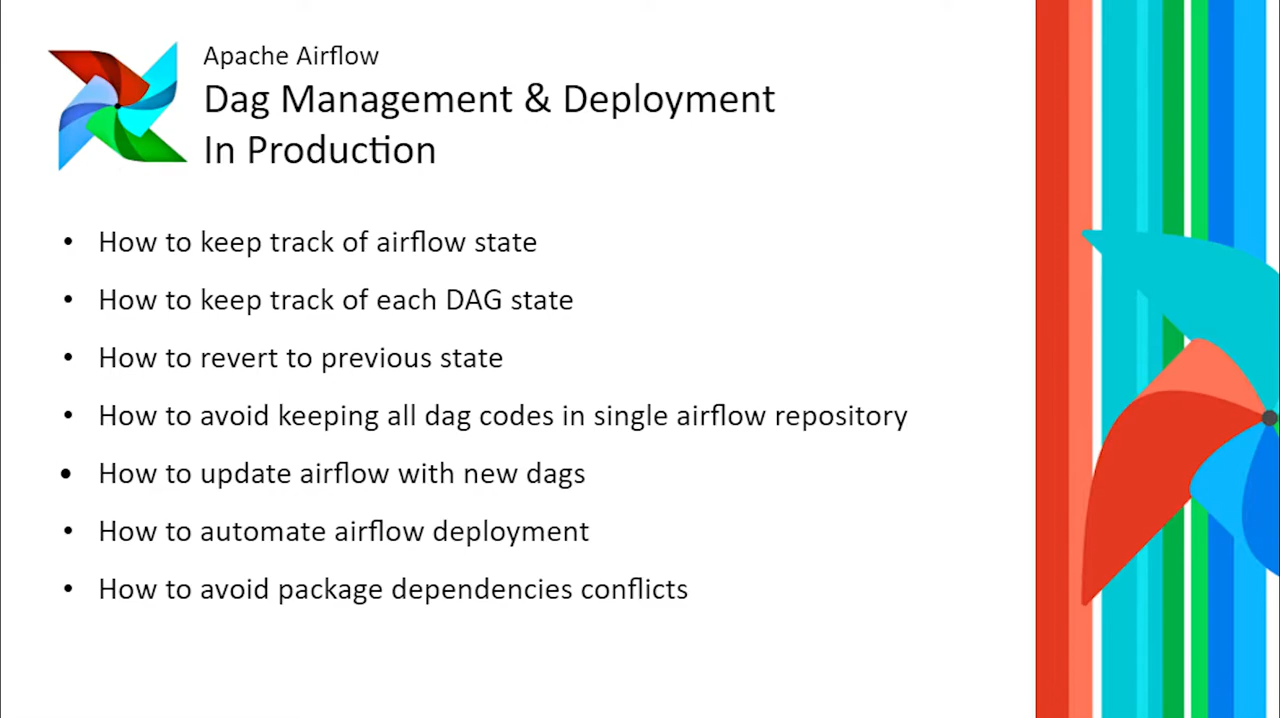 Apache Airflow
Dag Management & Deployment
In Production
• How to keep track of airflow state
• How to keep track of each DAG state
• How to revert to previous state
• How to avoid keeping all dag codes in single airflow repository
• How to update airflow with new dags
• How to automate airflow deployment
• How to avoid package dependencies conflicts